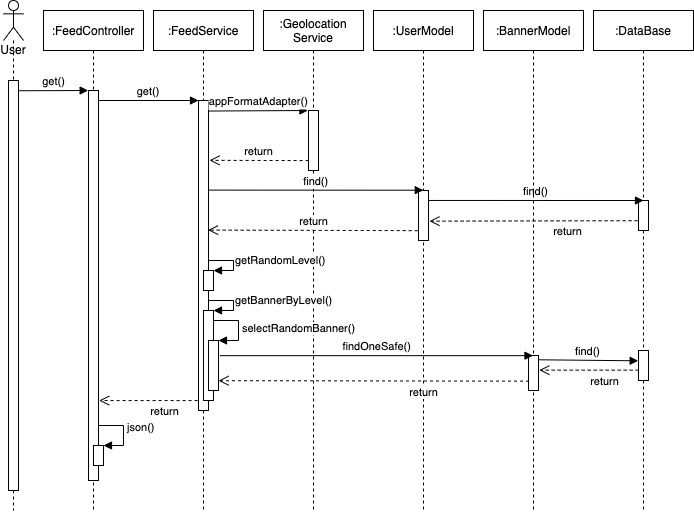 User
:FeedController
:FeedService
:Geolocation
Service
:UserModel
:BannerModel
:DataBase
get()
get()
appFormatAdapter()
return
find()
find()
return
return
getRandomLevel()
getBannerByLevel()
selectRandomBanner()
findOneSafe()
find()
return
return
return
json()